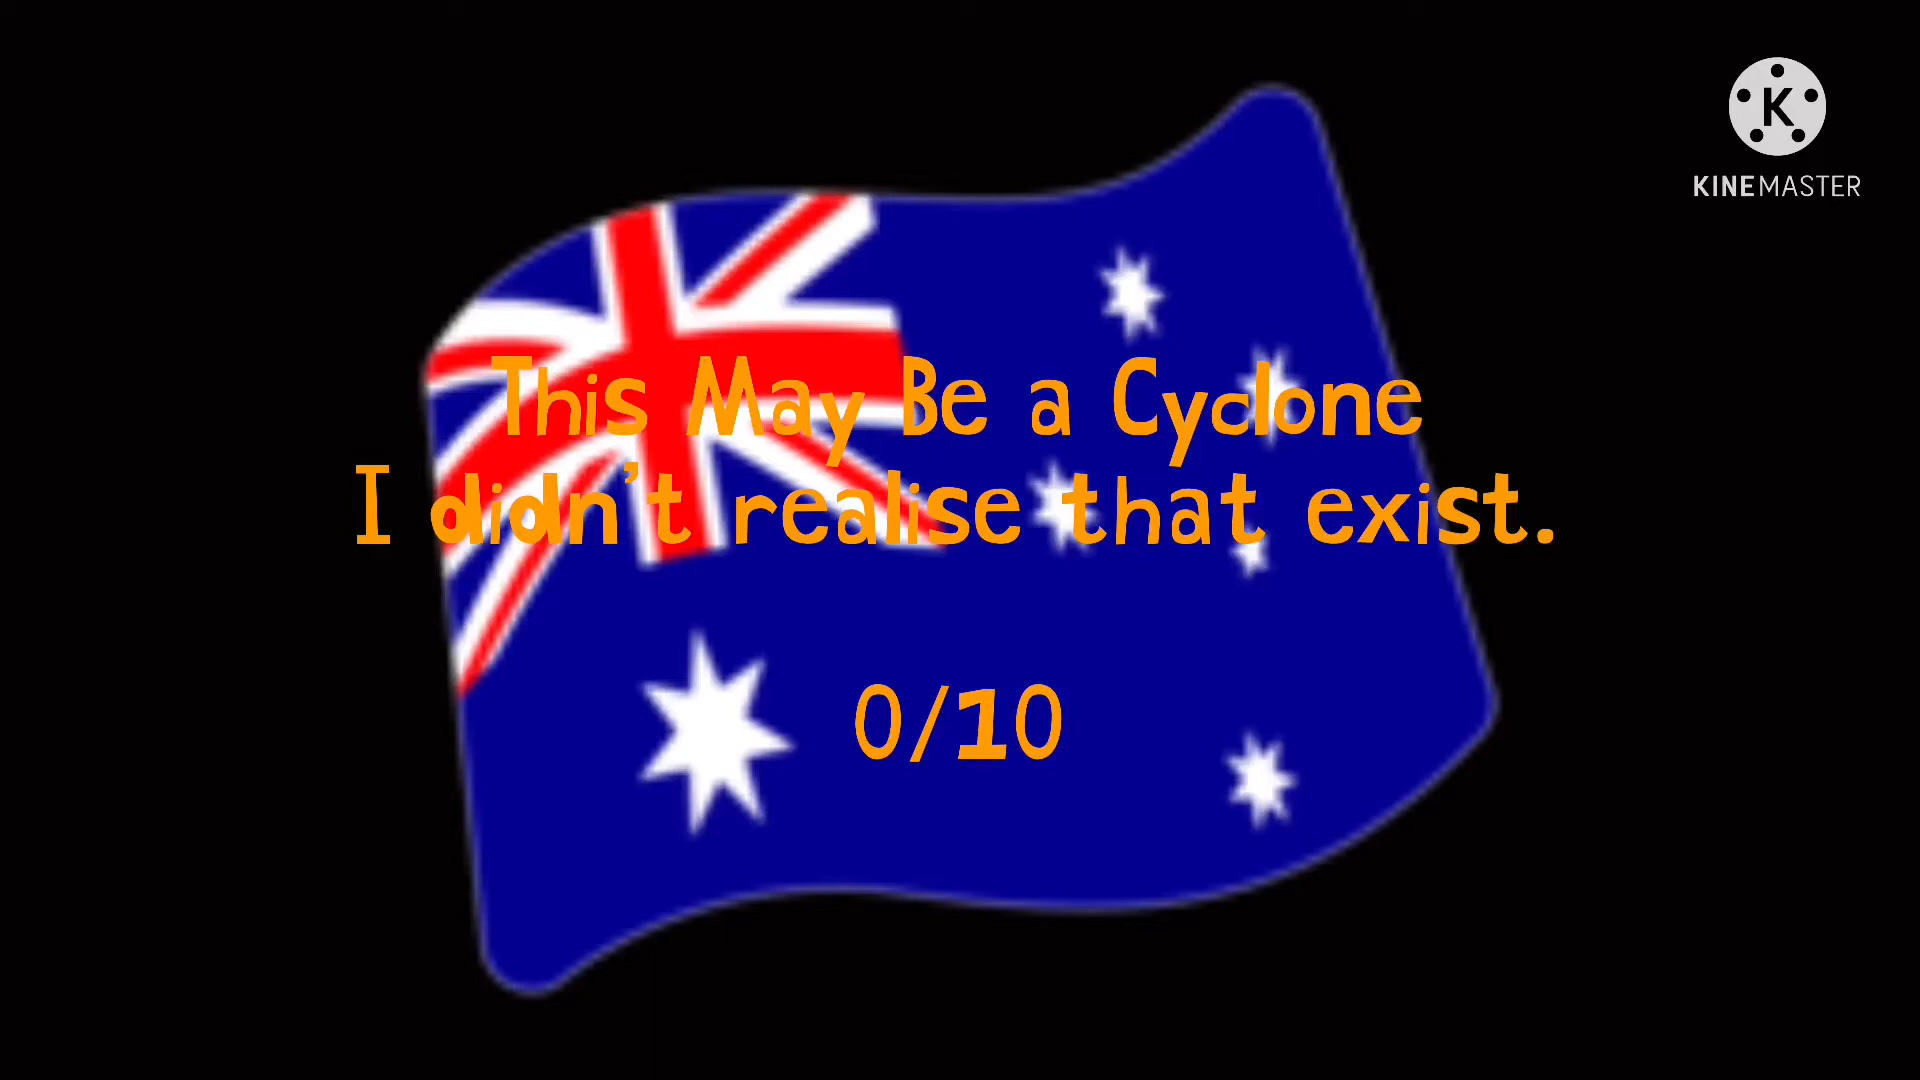 K
KINEMASTER
This May Be a Cyclone
I didn't realise that exist.
0/10